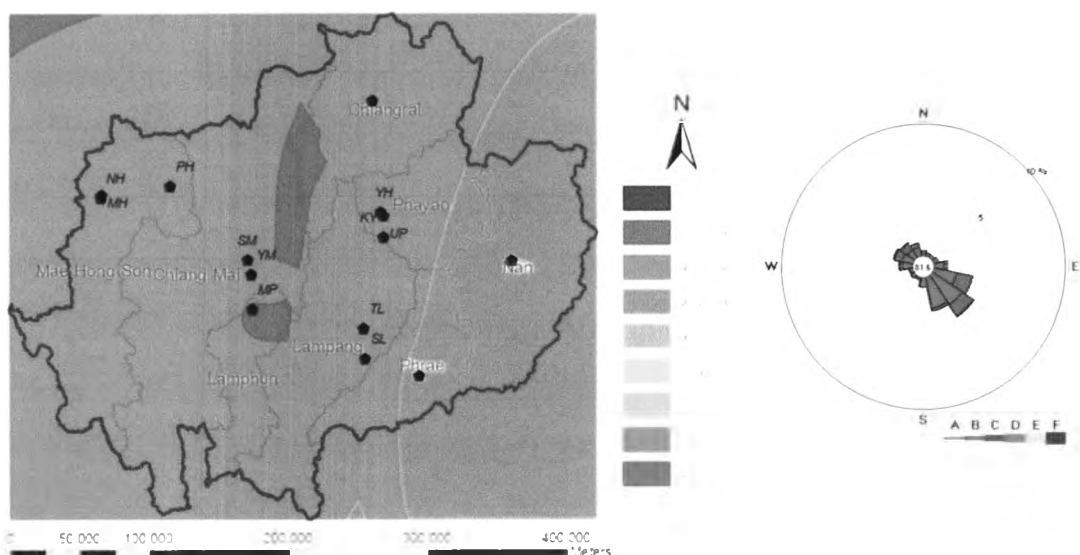 Chiangrai
NH
MH
PH
YH
KY
Phayao
UP
SM
YM
Mae Hong Son
Chiang Mai
Nan
MP
TL
SL
Lampang
Phrae
Lamphun
0 50,000 100,000 200,000 300,000 400,000
Meters
N
N
W
E
S
5
A B C D E F